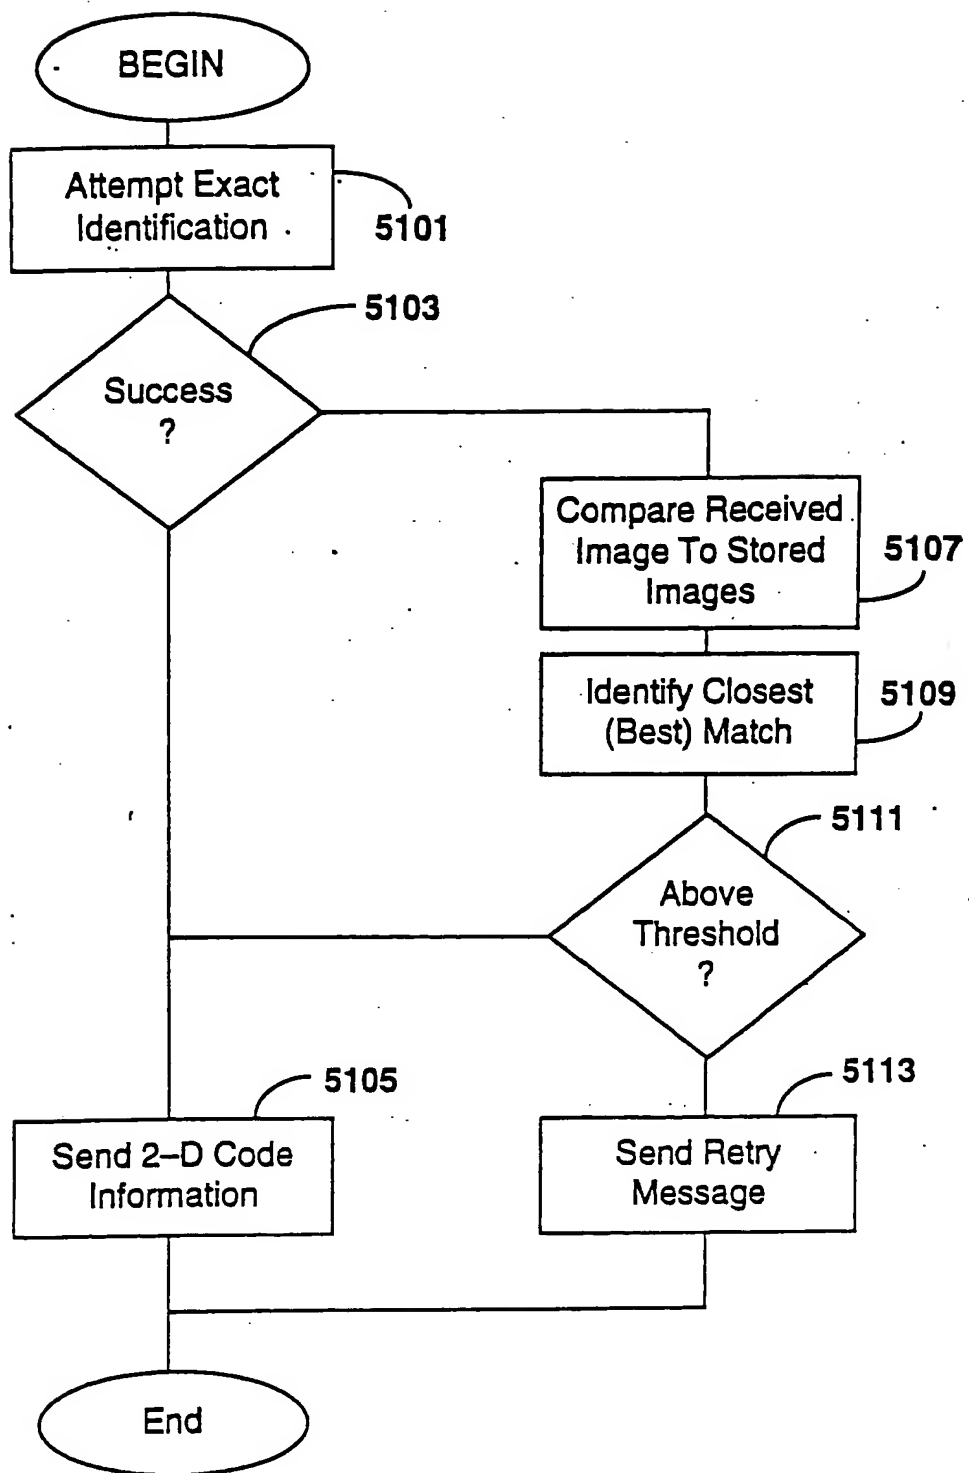 BEGIN
Attempt Exact
Identification
5101
5103
Success
?
Compare Received
Image To Stored
Images
5107
Identify Closest
(Best) Match
5109
5111
Above
Threshold
?
5105
Send 2–D Code
Information
5113
Send Retry
Message
End